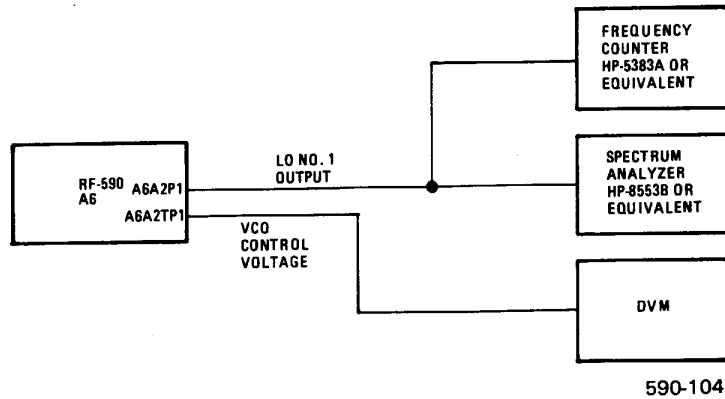 FREQUENCY
COUNTER
HP-5383A OR
EQUIVALENT
RF-590
A6
A6A2P1
A6A2TP1
LO NO. 1
OUTPUT
VCO
CONTROL
VOLTAGE
SPECTRUM
ANALYZER
HP-8553B OR
EQUIVALENT
DVM
590-104